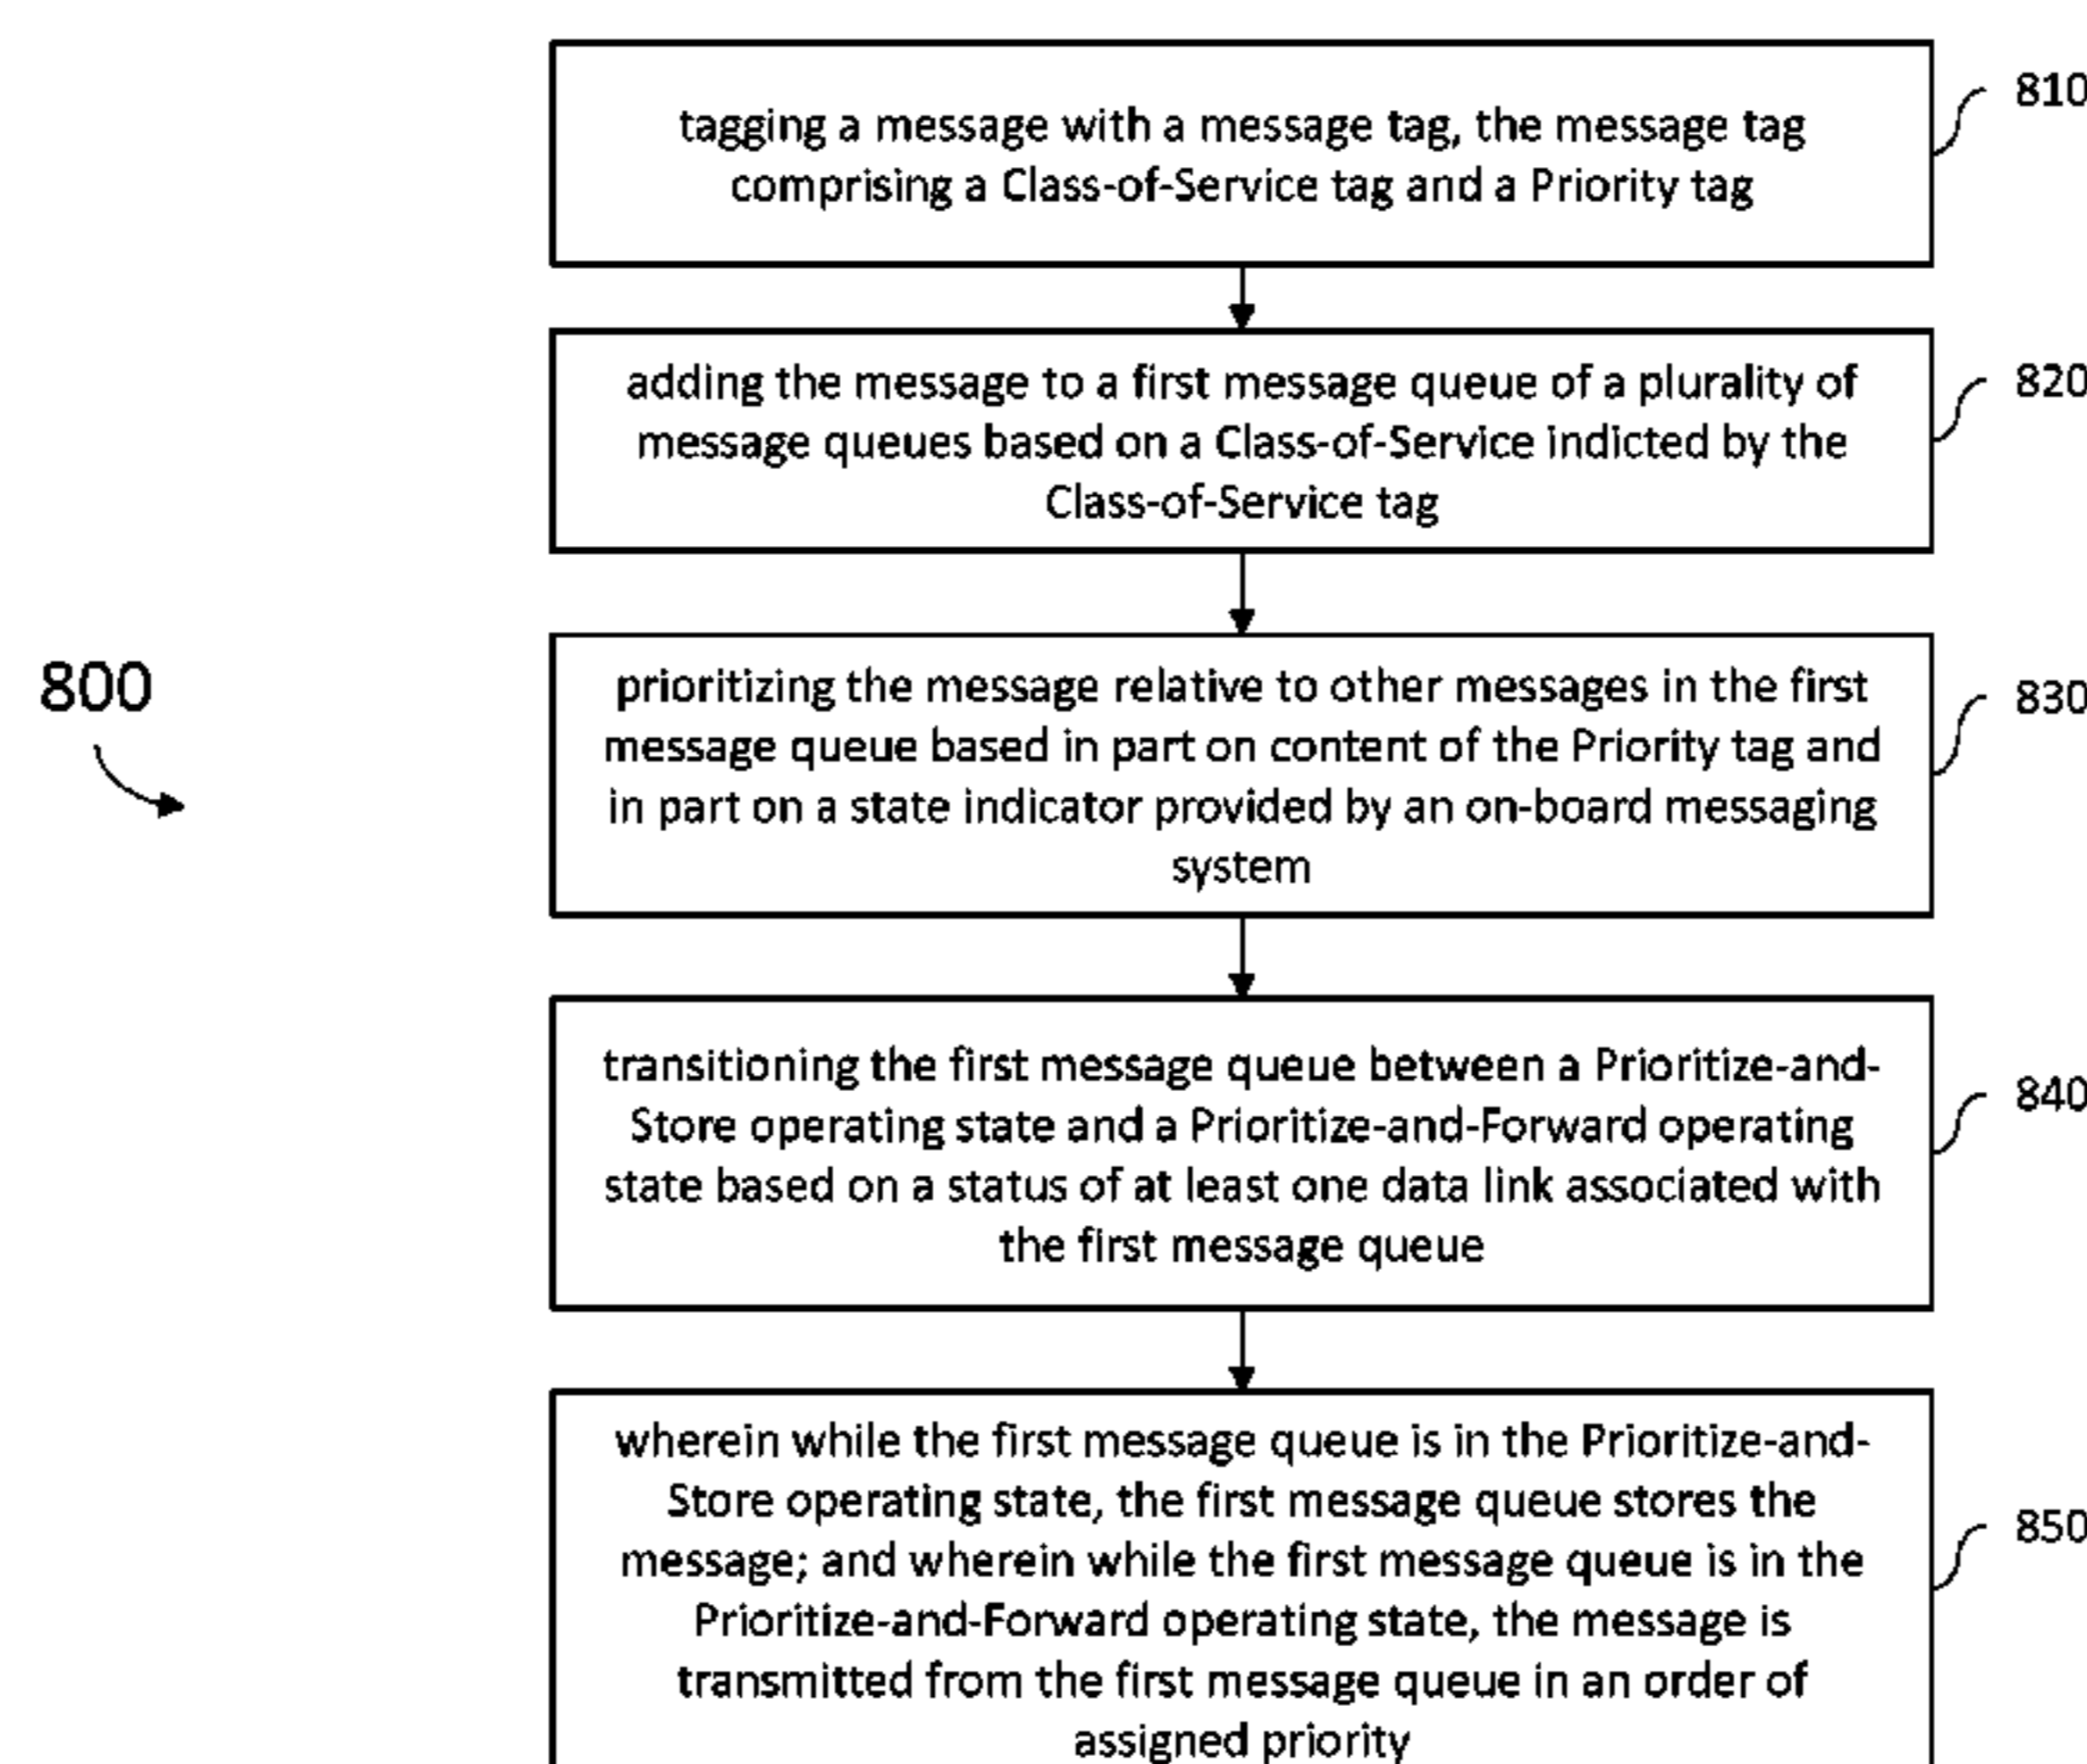 tagging a message with a message tag, the message tag
comprising a Class-of-Service tag and a Priority tag
810
adding the message to a first message queue of a plurality of
message queues based on a Class-of-Service indicted by the
Class-of-Service tag
820
800
prioritizing the message relative to other messages in the first
message queue based in part on content of the Priority tag and
in part on a state indicator provided by an on-board messaging
system
830
transitioning the first message queue between a Prioritize-and-
Store operating state and a Prioritize-and-Forward operating
state based on a status of at least one data link associated with
the first message queue
840
wherein while the first message queue is in the Prioritize-and-
Store operating state, the first message queue stores the
message; and wherein while the first message queue is in the
Prioritize-and-Forward operating state, the message is
transmitted from the first message queue in an order of
assigned priority
850